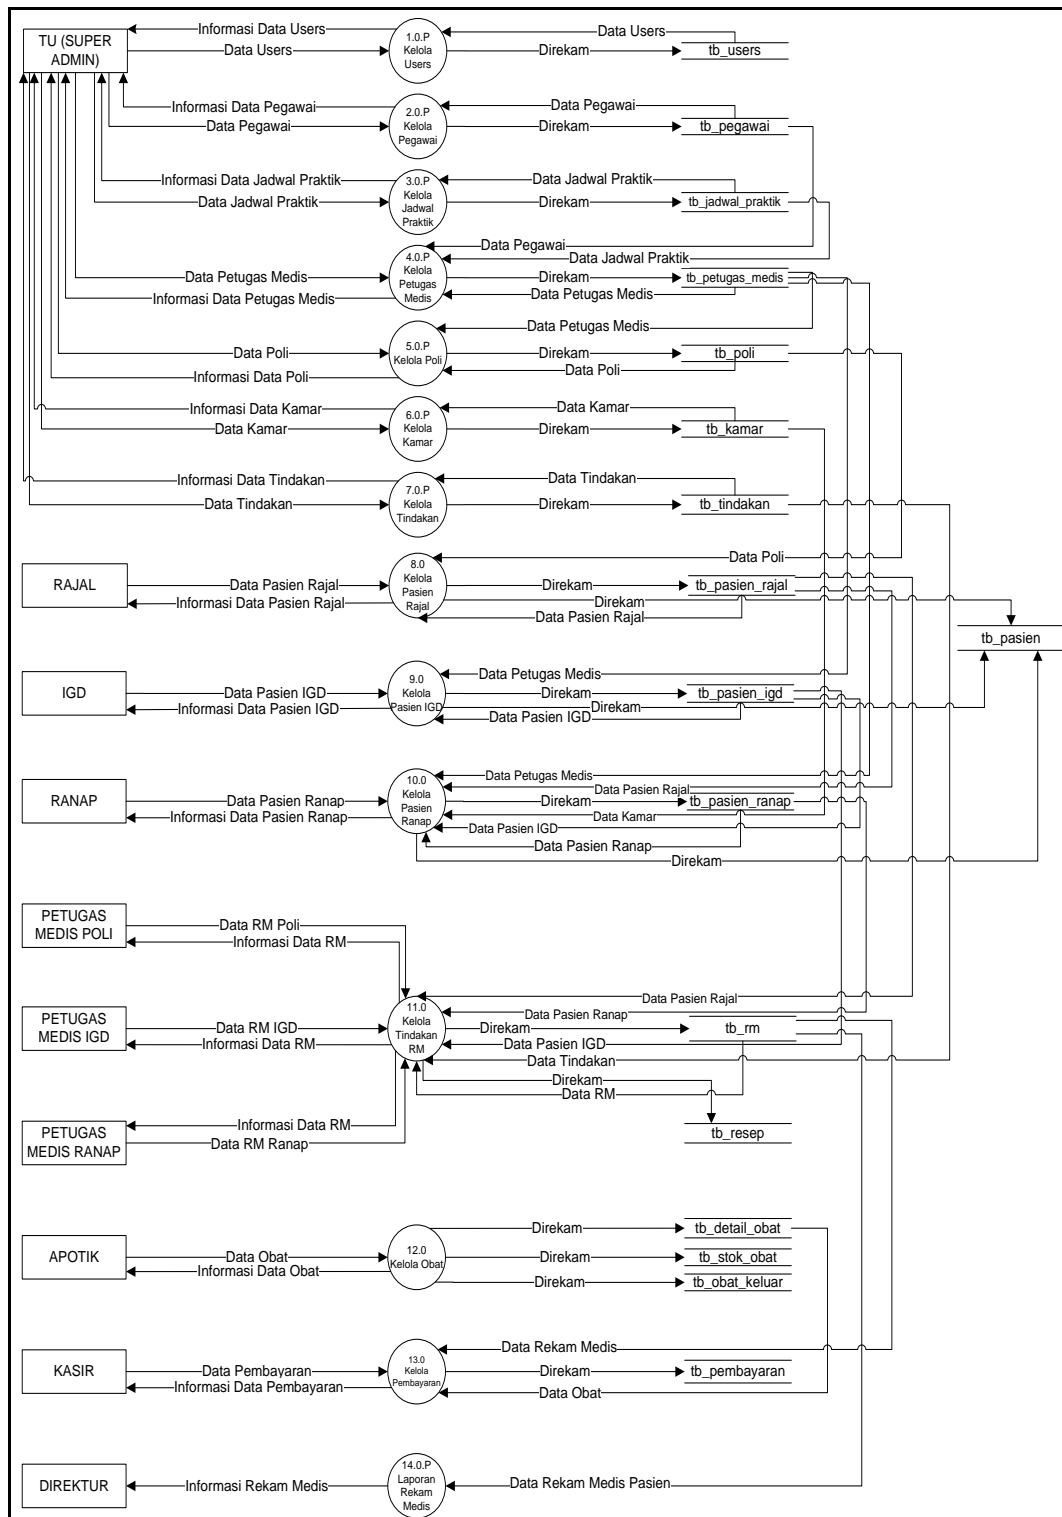 TU (SUPER
ADMIN)
Informasi Data Users
Data Users
1.0.P
Kelola
Users
Data Users
Direkam
tb_users
Informasi Data Pegawai
Data Pegawai
2.0.P
Kelola
Pegawai
Data Pegawai
Direkam
tb_pegawai
Informasi Data Jadwal Praktik
Data Jadwal Praktik
3.0.P
Kelola
Jadwal
Praktik
Data Jadwal Praktik
Direkam
tb_jadwal_praktik
Data Pegawai
Data Jadwal Praktik
Data Petugas Medis
Informasi Data Petugas Medis
4.0.P
Kelola
Petugas
Medis
Direkam
Data Petugas Medis
tb_petugas_medis
Data Petugas Medis
Data Poli
Informasi Data Poli
5.0.P
Kelola Poli
Direkam
Data Poli
tb_poli
Informasi Data Kamar
Data Kamar
6.0.P
Kelola
Kamar
Data Kamar
Direkam
tb_kamar
Informasi Data Tindakan
Data Tindakan
7.0.P
Kelola
Tindakan
Data Tindakan
Direkam
tb_tindakan
RAJAL
Data Pasien Rajal
Informasi Data Pasien Rajal
8.0
Kelola
Pasien
Rajal
Data Poli
Direkam
Direkam
Data Pasien Rajal
tb_pasien_rajal
tb_pasien
IGD
Data Pasien IGD
Informasi Data Pasien IGD
9.0
Kelola
Pasien IGD
Data Petugas Medis
Direkam
Direkam
Data Pasien IGD
tb_pasien_igd
RANAP
Data Pasien Ranap
Informasi Data Pasien Ranap
10.0
Kelola
Pasien
Ranap
Data Petugas Medis
Data Pasien Rajal
Direkam
tb_pasien_ranap
Data Kamar
Data Pasien IGD
Data Pasien Ranap
Direkam
PETUGAS
MEDIS POLI
Data RM Poli
Informasi Data RM
PETUGAS
MEDIS IGD
Data RM IGD
Informasi Data RM
11.0
Kelola
Tindakan
RM
Data Pasien Rajal
Data Pasien Ranap
Direkam
tb_rm
Data Pasien IGD
Data Tindakan
Direkam
Data RM
tb_resep
PETUGAS
MEDIS RANAP
Informasi Data RM
Data RM Ranap
APOTIK
Data Obat
Informasi Data Obat
12.0
Kelola Obat
Direkam
tb_detail_obat
Direkam
tb_stok_obat
Direkam
tb_obat_keluar
KASIR
Data Pembayaran
Informasi Data Pembayaran
13.0
Kelola
Pembayaran
Data Rekam Medis
Direkam
tb_pembayaran
Data Obat
DIREKTUR
Informasi Rekam Medis
14.0.P
Laporan
Rekam
Medis
Data Rekam Medis Pasien